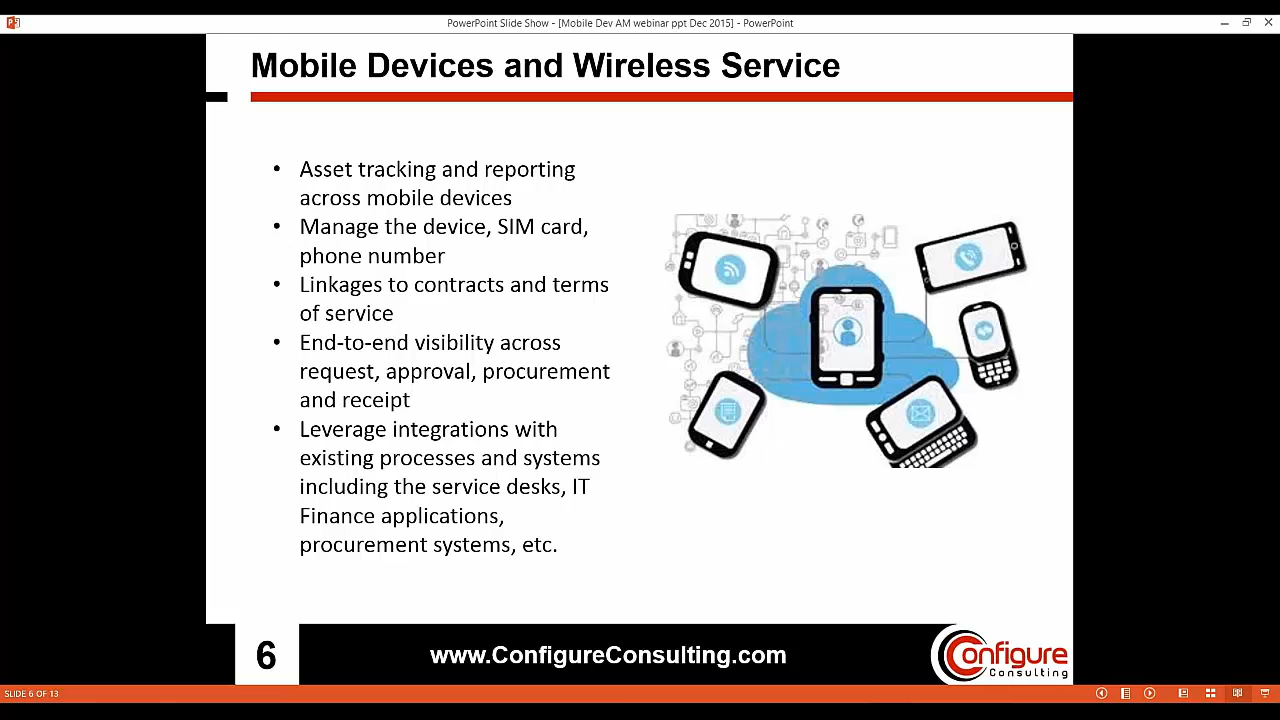 PowerPoint Slide Show - [Mobile Dev AM webinar ppt Dec 2015] - PowerPoint
Mobile Devices and Wireless Service
• Asset tracking and reporting
across mobile devices
• Manage the device, SIM card,
phone number
• Linkages to contracts and terms
of service
• End-to-end visibility across
request, approval, procurement
and receipt
• Leverage integrations with
existing processes and systems
including the service desks, IT
Finance applications,
procurement systems, etc.
6
www.ConfigureConsulting.com
Configure
Consulting
SLIDE 6 OF 13